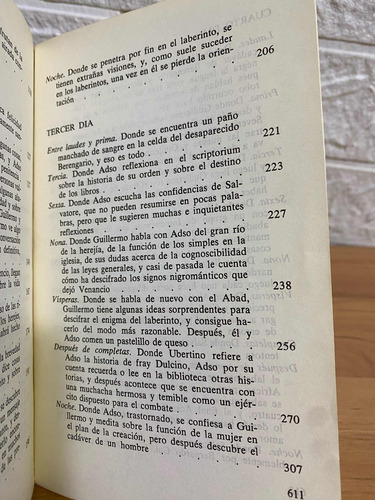 Noche. Donde se penetra por fin en el laberinto, se
tienen extrañas visiones, y, como suele suceder
en los laberintos, una vez en él se pierde la orien-
tación
206
TERCER DIA
Entre laudes y prima. Donde se encuentra un paño
manchado de sangre en la celda del desaparecido
Berengario, y eso es todo
221
Tercia. Donde Adso reflexiona en el scriptorium
sobre la historia de su orden y sobre el destino
de los libros
223
Sexta. Donde Adso escucha las confidencias de Sal-
vatore, que no pueden resumirse en pocas pala-
bras, pero que le sugieren muchas e inquietantes
reflexiones
227
Nona. Donde Guillermo habla con Adso del gran río
de la herejía, de la función de los simples en la
iglesia, de sus dudas acerca de la cognoscibilidad
de las leyes generales, y casi de pasada le cuenta
cómo ha descifrado los signos nigrománticos que
dejó Venancio
238
Vísperas. Donde se habla de nuevo con el Abad,
Guillermo tiene algunas ideas sorprendentes para
descifrar el enigma del laberinto, y consigue ha-
cerlo del modo más razonable. Después, él y
Adso comen un pastelillo de queso
256
Después de completas. Donde Ubertino refiere a
Adso la historia de fray Dulcino, Adso por su
cuenta recuerda o lee en la biblioteca otras his-
torias, y después acontece que se encuentra con
una muchacha hermosa y temible como un ejér-
cito dispuesto para el combate
270
Noche. Donde Adso, trastornado, se confiesa a Gui-
llermo y medita sobre la función de la mujer en
el plan de la creación, pero después descubre el
cadáver de un hombre
307
611